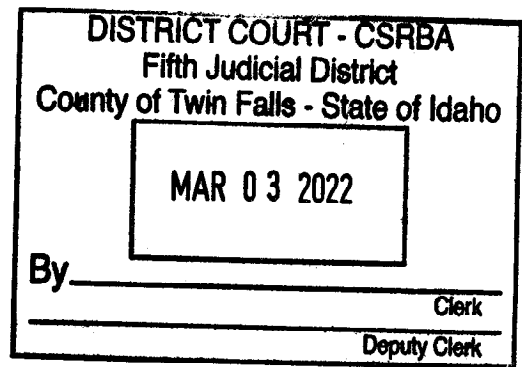 DISTRICT COURT - CSRBA
Fifth Judicial District
County of Twin Falls - State of Idaho
MAR 03 2022
By
Clerk
Deputy Clerk